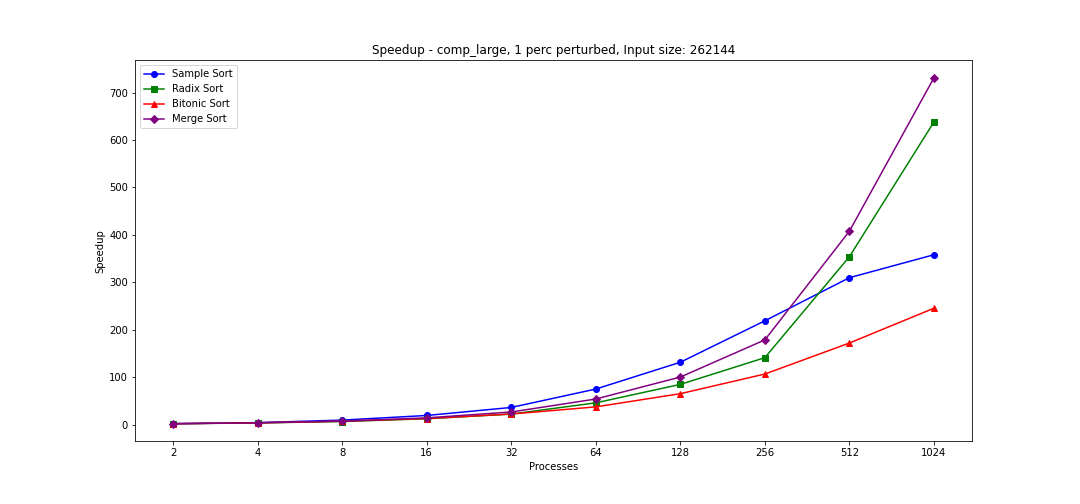 Speedup - comp_large, 1 perc perturbed, Input size: 262144
Sample Sort
Radix Sort
Bitonic Sort
Merge Sort
Speedup
700
600
500
400
300
200
100
0
2 4 8 16 32 64 128 256 512 1024
Processes